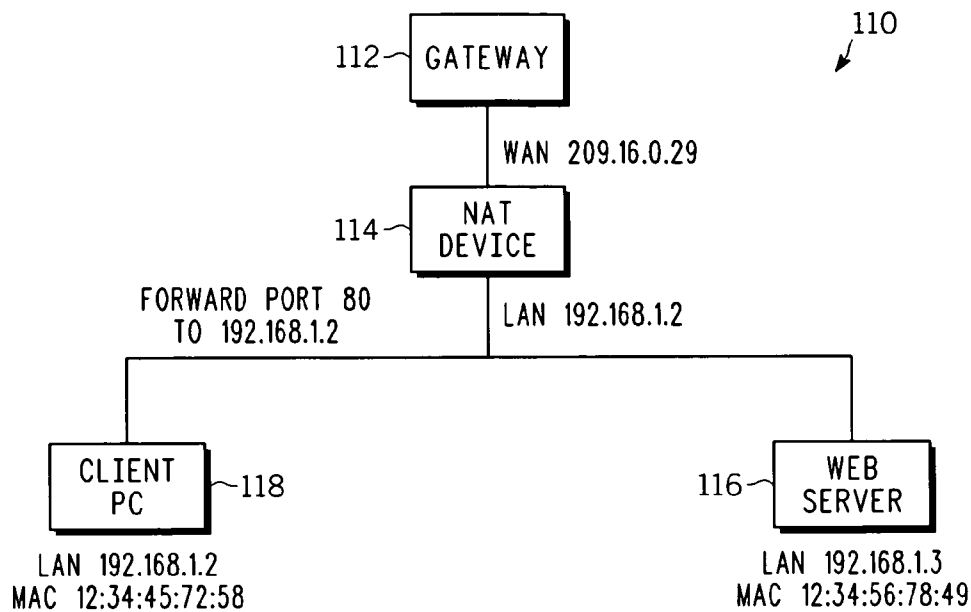 110
112
GATEWAY
WAN 209.16.0.29
114
NAT
DEVICE
FORWARD PORT 80
TO 192.168.1.2
LAN 192.168.1.2
CLIENT
PC
118
116
WEB
SERVER
LAN 192.168.1.2
MAC 12:34:45:72:58
LAN 192.168.1.3
MAC 12:34:56:78:49